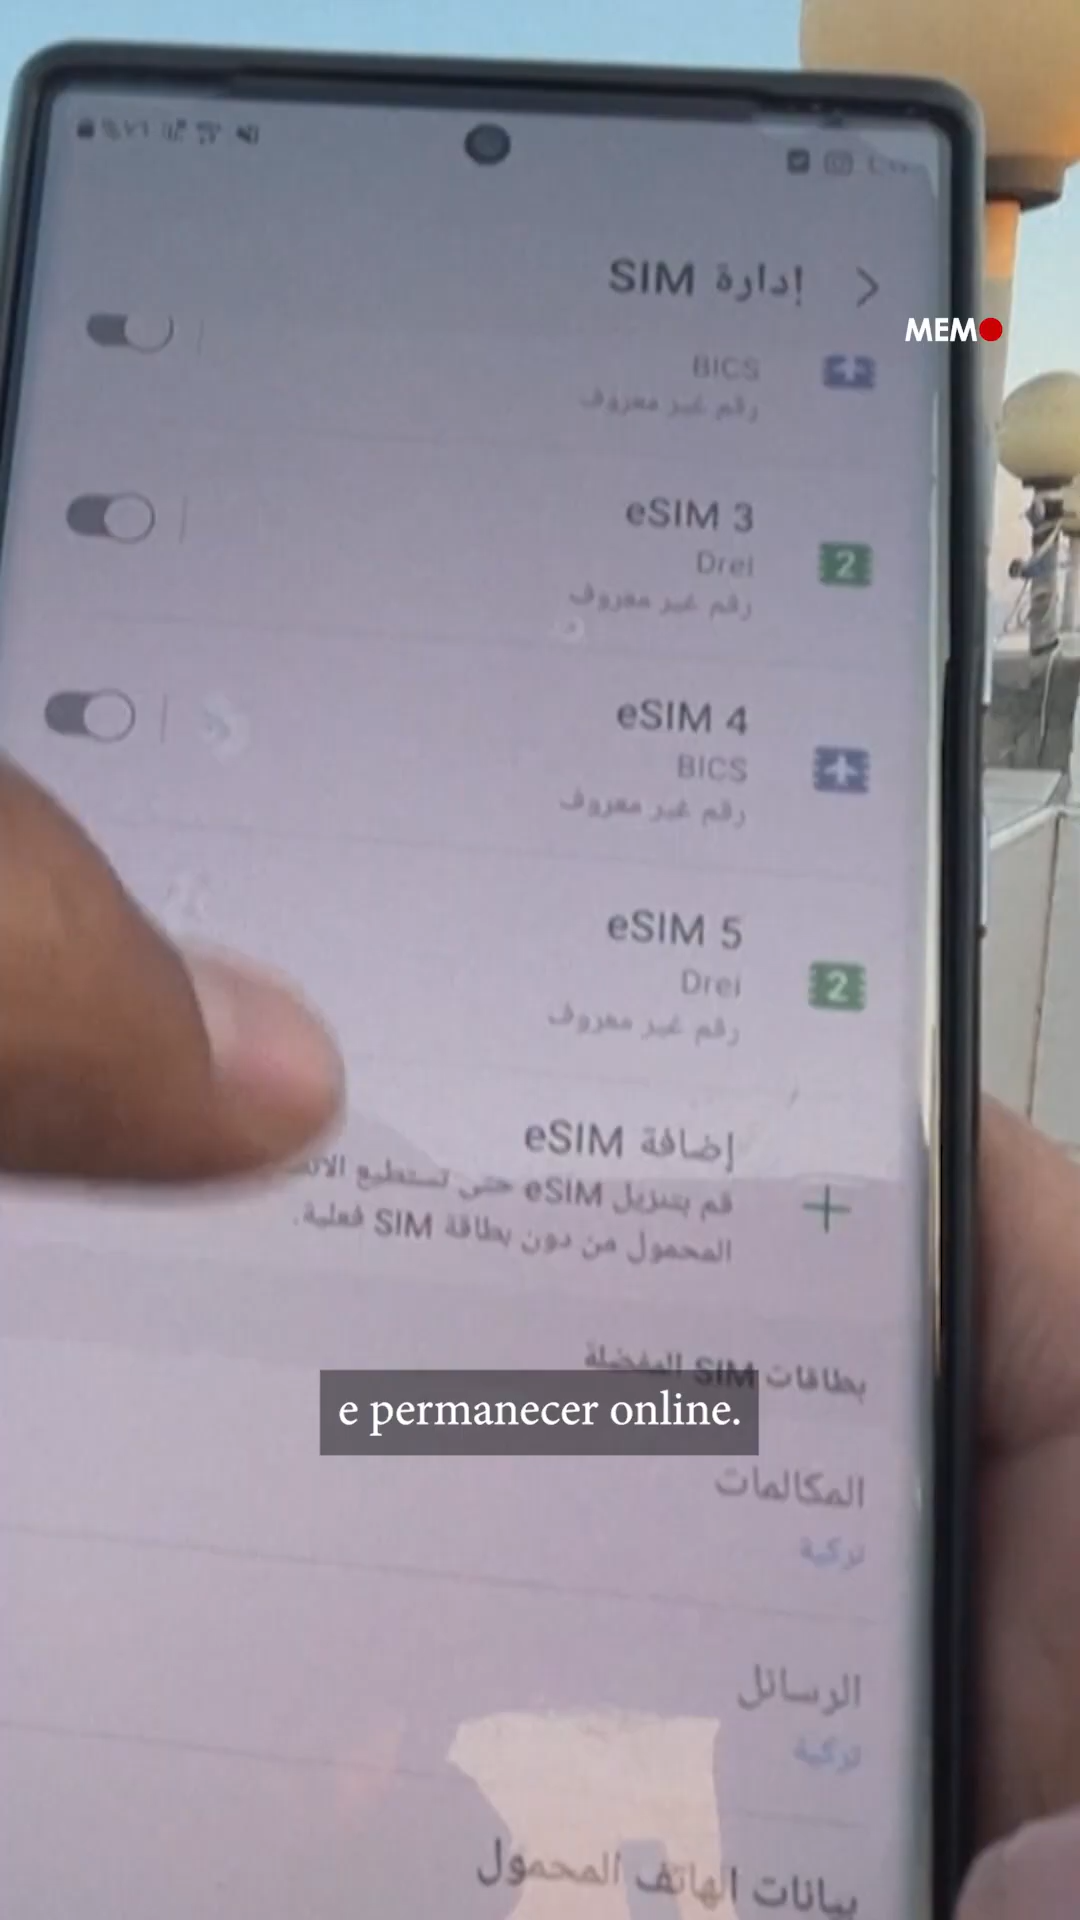 إدارة SIM
MEM
BICS
رقم غير معروف
eSIM 3
Drei
2
رقم غير معروف
eSIM 4
BICS
رقم غير معروف
eSIM 5
Drei
2
رقم غير معروف
إضافة eSIM
قم بتنزيل eSIM حتى تستطيع
المحمول من دون بطاقة SIM فعلية.
بطاقات SIM المفضلة
e permanecer online.
المكالمات
تركية
الرسائل
تركية
بيانات الهاتف المحمول